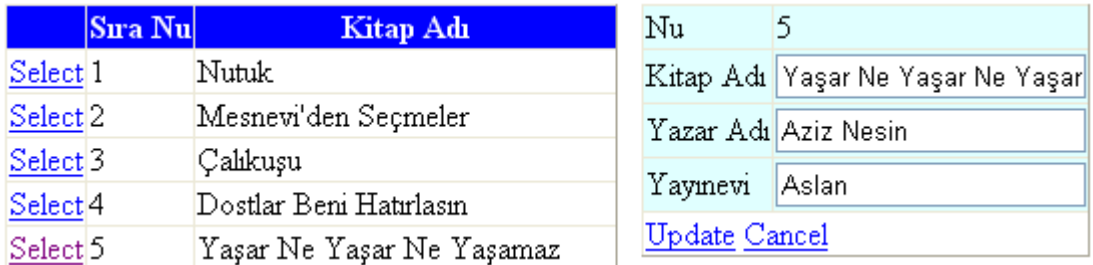 Sıra Nu Kitap Adı
Select 1 Nutuk
Select 2 Mesnevi'den Seçmeler
Select 3 Çalıkuşu
Select 4 Dostlar Beni Hatırlasın
Select 5 Yaşar Ne Yaşar Ne Yaşamaz
Nu 5
Kitap Adı Yaşar Ne Yaşar Ne Yaşar
Yazar Adı Aziz Nesin
Yayınevi Aslan
Update Cancel